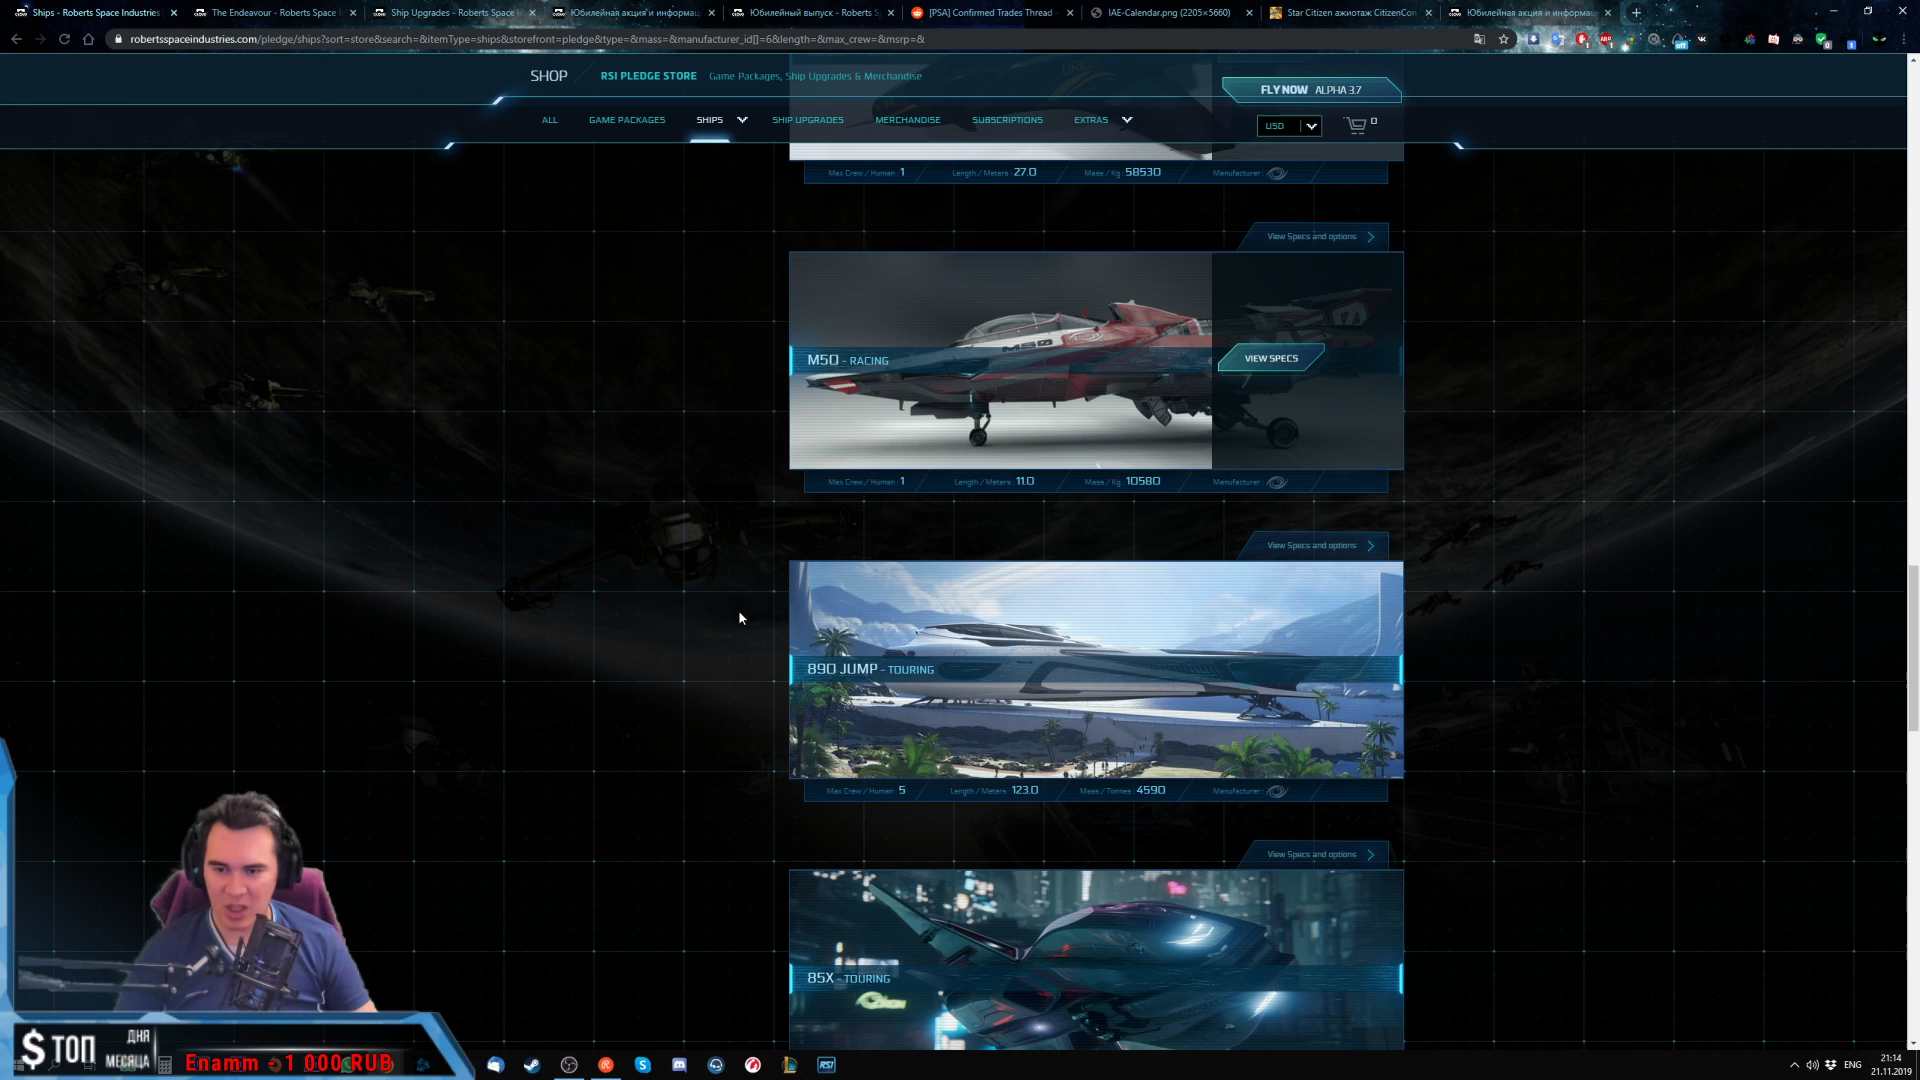 Ships - Roberts Space Industries
The Endeavour - Roberts Space I
Ship Upgrades - Roberts Space I
Юбилейная акция и информац
Юбилейный выпуск - Roberts S
[PSA] Confirmed Trades Thread
IAE-Calendar.png (2205×5660)
Star Citizen ажиотаж CitizenCon
Юбилейная акция и информац
robertsspaceindustries.com/pledge/ships?sort=store&search=&itemType=ships&storefront=pledge&type=&mass=&manufacturer_id[]=6&length=&max_crew=&msrp=&
SHOP
RSI PLEDGE STORE
Game Packages, Ship Upgrades & Merchandise
FLY NOW ALPHA 3.7
ALL
GAME PACKAGES
SHIPS
SHIP UPGRADES
MERCHANDISE
SUBSCRIPTIONS
EXTRAS
USD
0
Max Crew / Human : 1
Length / Meters : 27.0
Mass / Kg : 58530
Manufacturer :
View Specs and options
M50
M50 - RACING
VIEW SPECS
Max Crew / Human : 1
Length / Meters : 11.0
Mass / Kg : 10580
Manufacturer :
View Specs and options
890 JUMP - TOURING
Max Crew / Human : 5
Length / Meters : 123.0
Mass / Tonnes : 4590
Manufacturer :
View Specs and options
85X - TOURING
$ ТОП
ДНЯ
МЕСЯЦА
Enamm - 1 000 RUB
RSI
ENG
21:14
21.11.2019